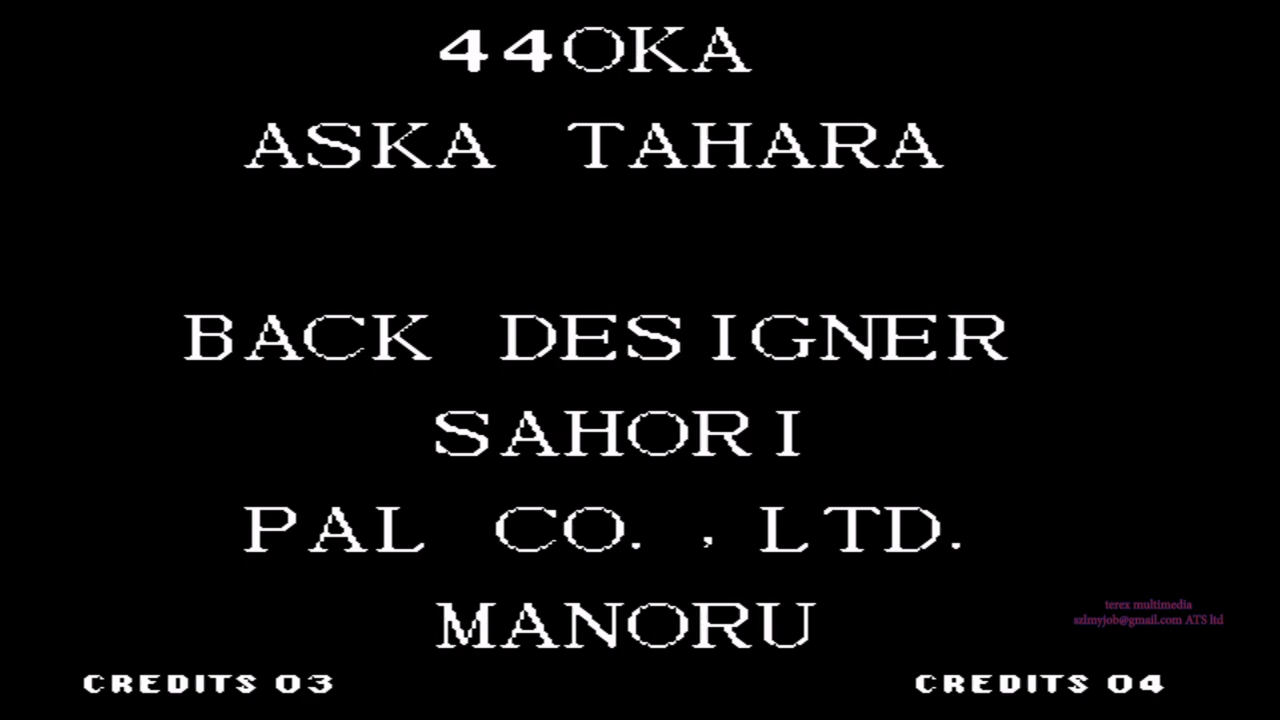 44OKA
ASKA TAHARA
BACK DESIGNER
SAHORI
PAL CO. , LTD.
MANORU
terex multimedia
szlmyjob@gmail.com ATS ltd
CREDITS 03
CREDITS 04